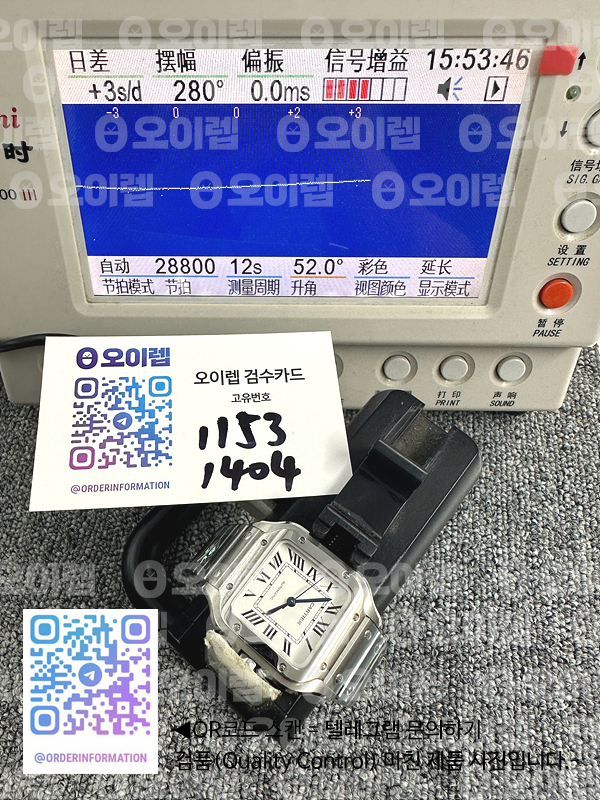 日差 摆幅 偏振 信号增益 15:53:46
+3s/d 280° 0.0ms
-3 0 0 +2 +3
自动 28800 12s 52.0° 彩色 延长
节拍模式 节拍 测量周期 升角 视图颜色 显示模式
时
设置
SETTING
暂停
PAUSE
打印
PRINT
声响
SOUND
오이렙
오이렙 검수카드
고유번호
1153
1404
@ORDERINFORMATION
CARTIER
@ORDERINFORMATION
◀QR코드 스캔 = 텔레그램 문의하기
검품(Quality Control) 마친 제품 사진입니다.
오이렙